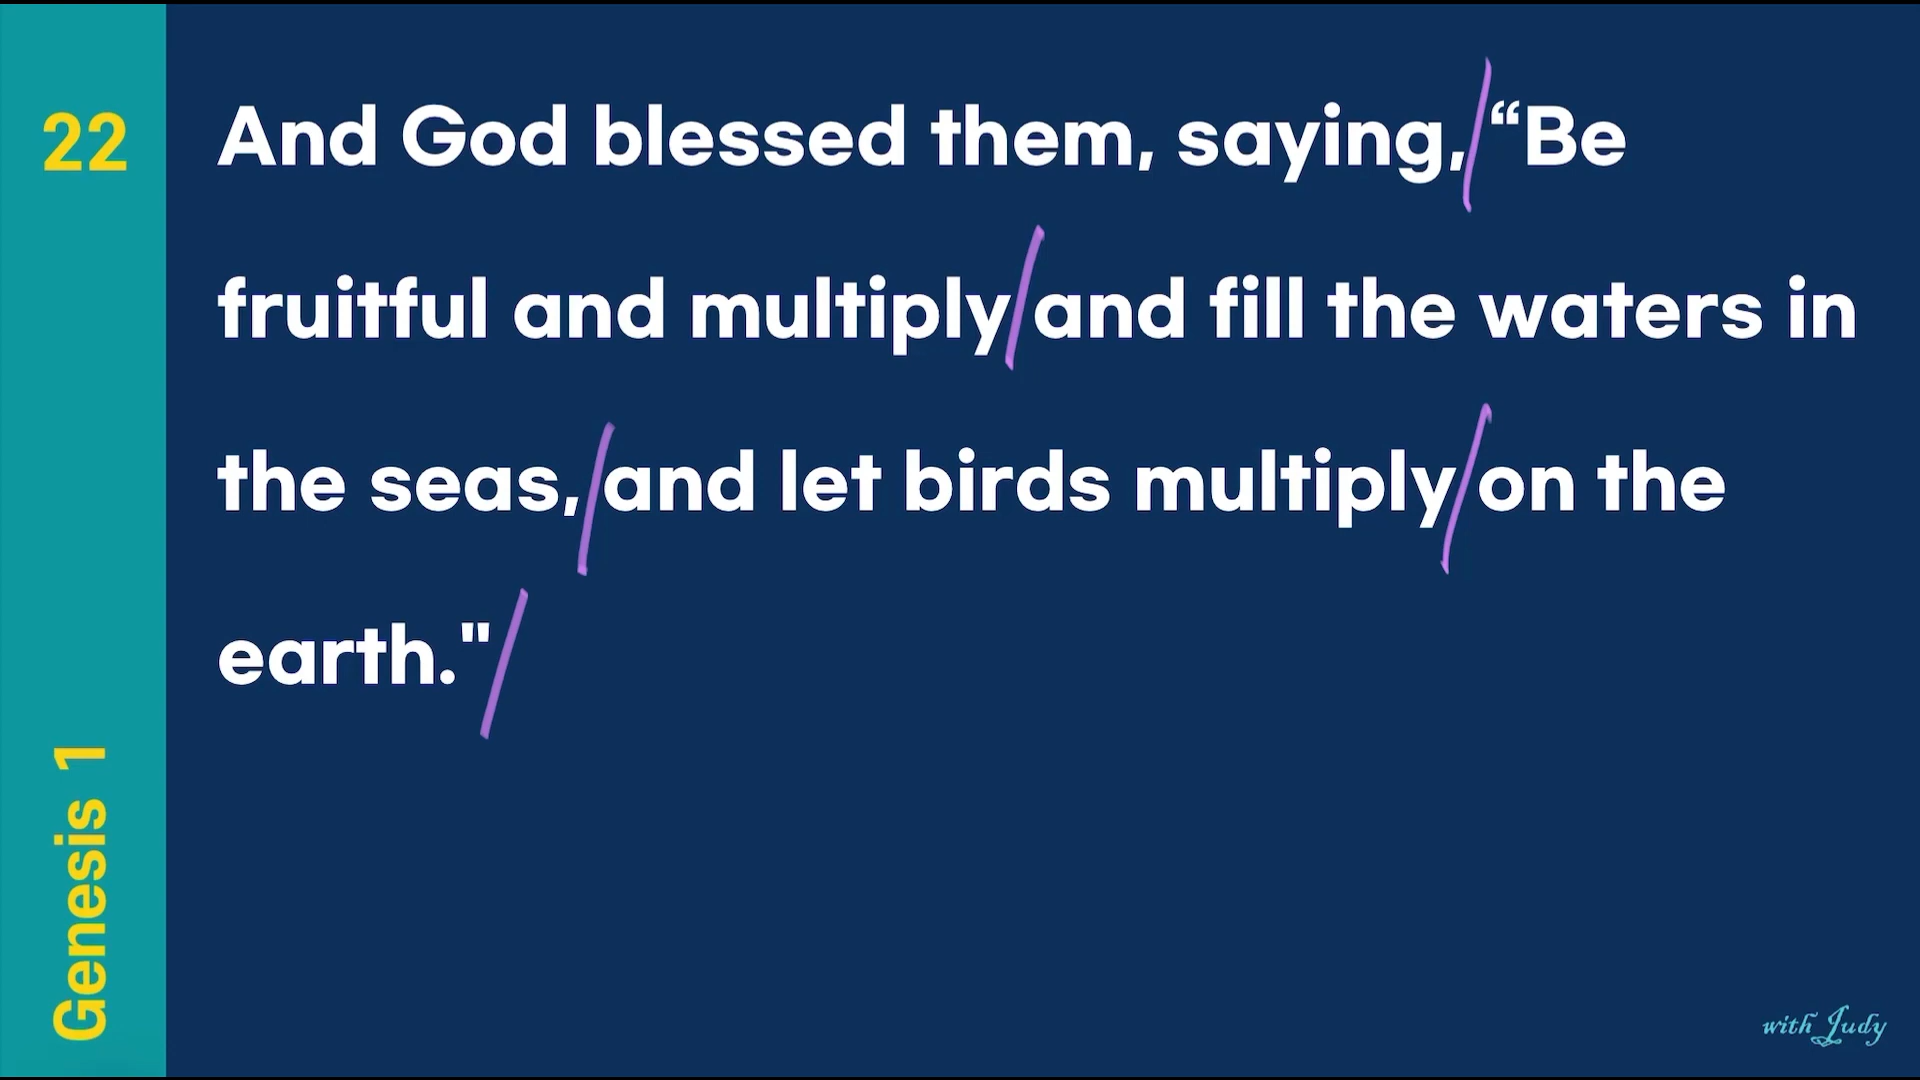 22
And God blessed them, saying, “Be
fruitful and multiply and fill the waters in
the seas, and let birds multiply on the
earth."
Genesis 1
with Judy